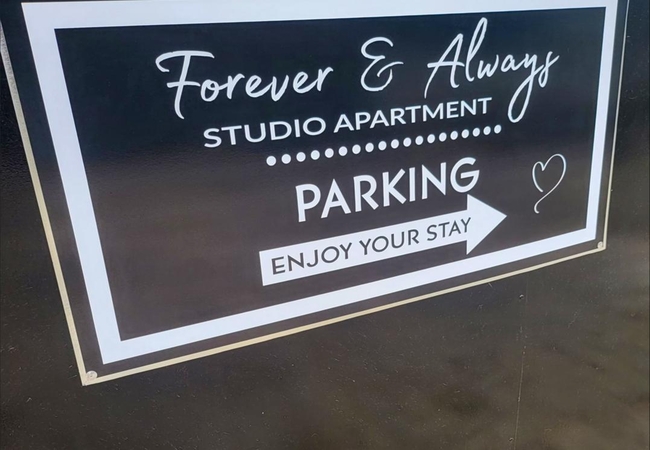 Forever & Always
STUDIO APARTMENT
PARKING
ENJOY YOUR STAY